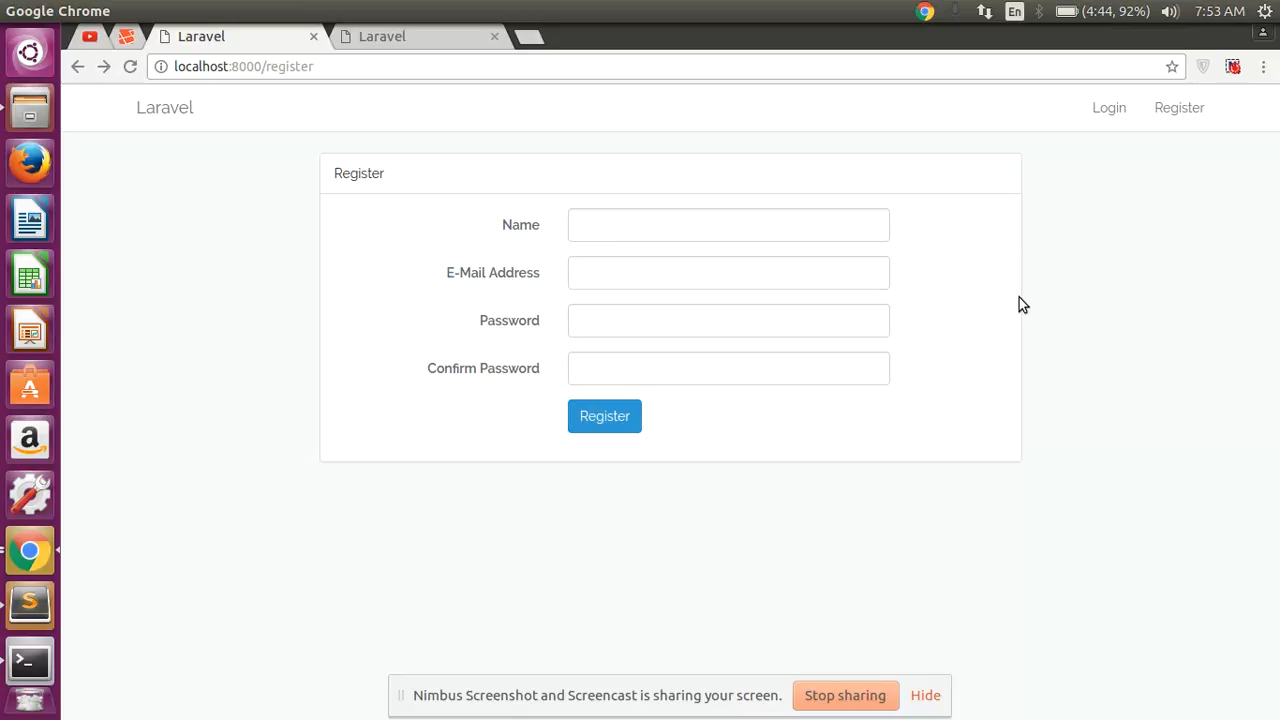 Google Chrome
En
(4:44, 92%)
7:53 AM
Laravel
Laravel
localhost:8000/register
Laravel
Login
Register
Register
Name
E-Mail Address
Password
Confirm Password
Register
Nimbus Screenshot and Screencast is sharing your screen.
Stop sharing
Hide